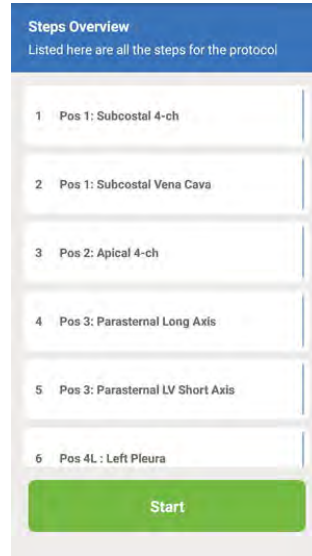 Steps Overview
Listed here are all the steps for the protocol
1 Pos 1: Subcostal 4-ch
2 Pos 1: Subcostal Vena Cava
3 Pos 2: Apical 4-ch
4 Pos 3: Parasternal Long Axis
5 Pos 3: Parasternal LV Short Axis
6 Pos 4L : Left Pleura
Start